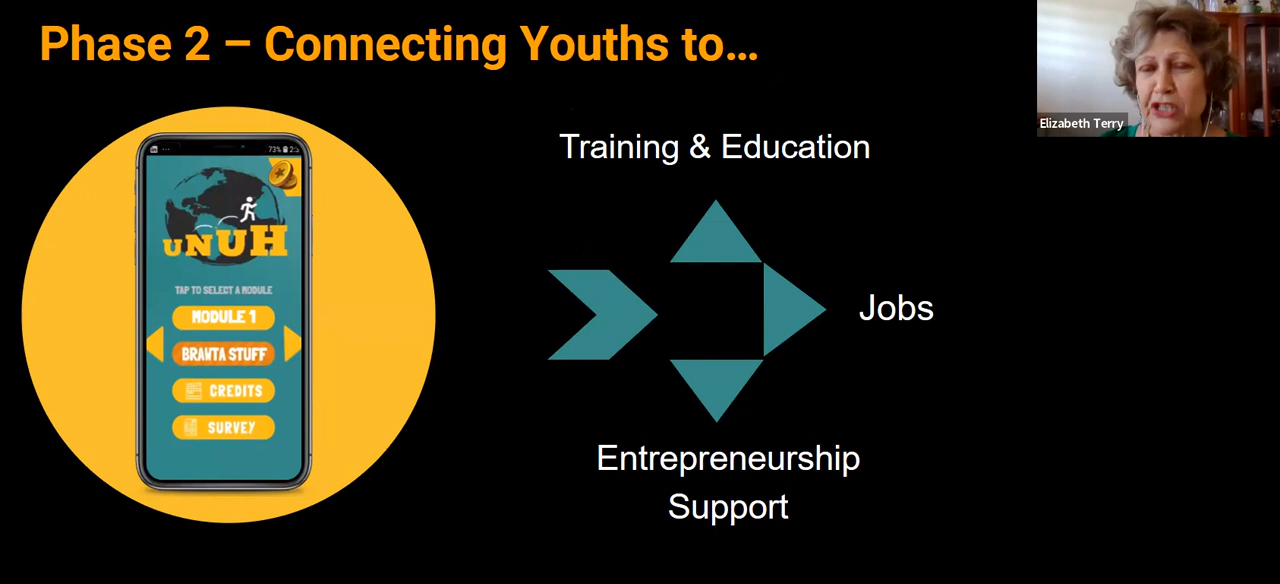 Phase 2 – Connecting Youths to…
Elizabeth Terry
73%
UNUH
TAP TO SELECT A MODULE
MODULE 1
BRAWTA STUFF
CREDITS
SURVEY
Training & Education
Jobs
Entrepreneurship
Support